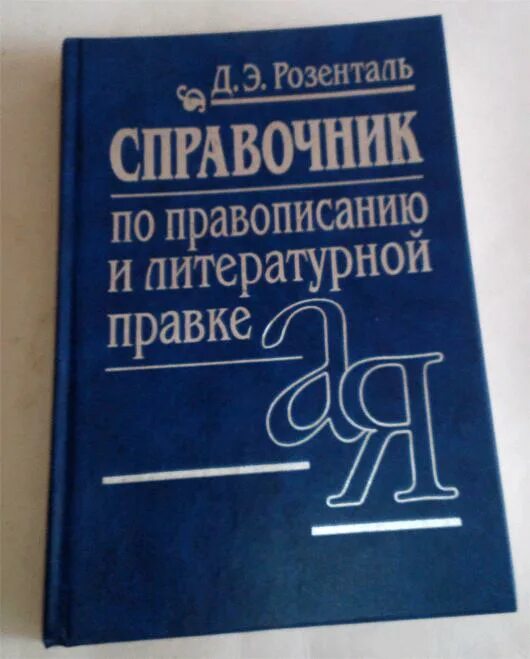 Д. Э. Розенталь
СПРАВОЧНИК
по правописанию
и литературной
правке
а
Я